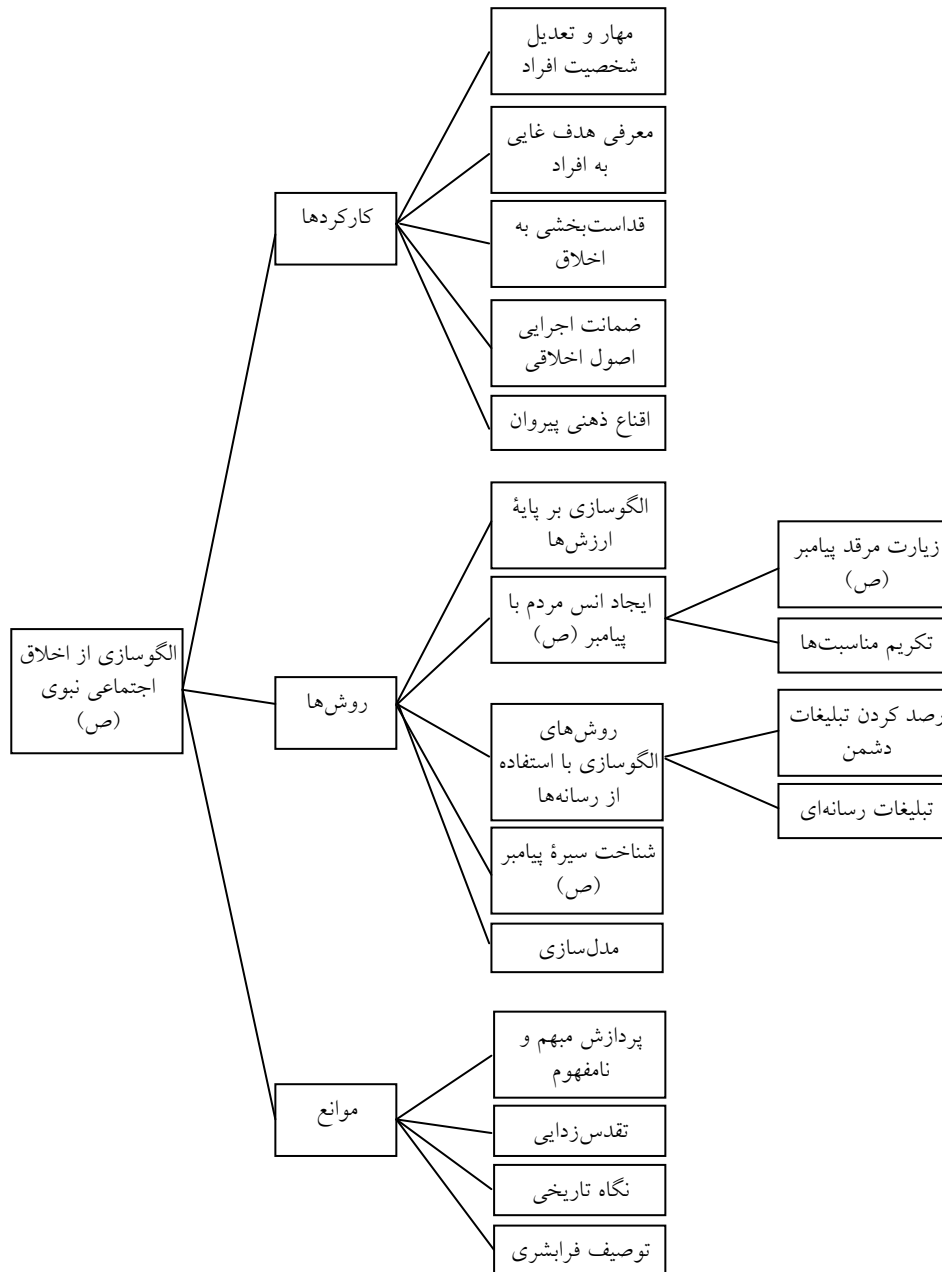 الگوسازی از اخلاق
اجتماعی نبوی
(ص)
کارکردها
مهار و تعدیل
شخصیت افراد
معرفی هدف غایی
به افراد
قداست‌بخشی به
اخلاق
ضمانت اجرایی
اصول اخلاقی
اقناع ذهنی پیروان
روش‌ها
الگوسازی بر پایهٔ
ارزش‌ها
ایجاد انس مردم با
پیامبر (ص)
زیارت مرقد پیامبر
(ص)
تکریم مناسبت‌ها
روش‌های
الگوسازی با استفاده
از رسانه‌ها
رصد کردن تبلیغات
دشمن
تبلیغات رسانه‌ای
شناخت سیرهٔ پیامبر
(ص)
مدل‌سازی
موانع
پردازش مبهم و
نامفهوم
تقدس‌زدایی
نگاه تاریخی
توصیف فرابشری